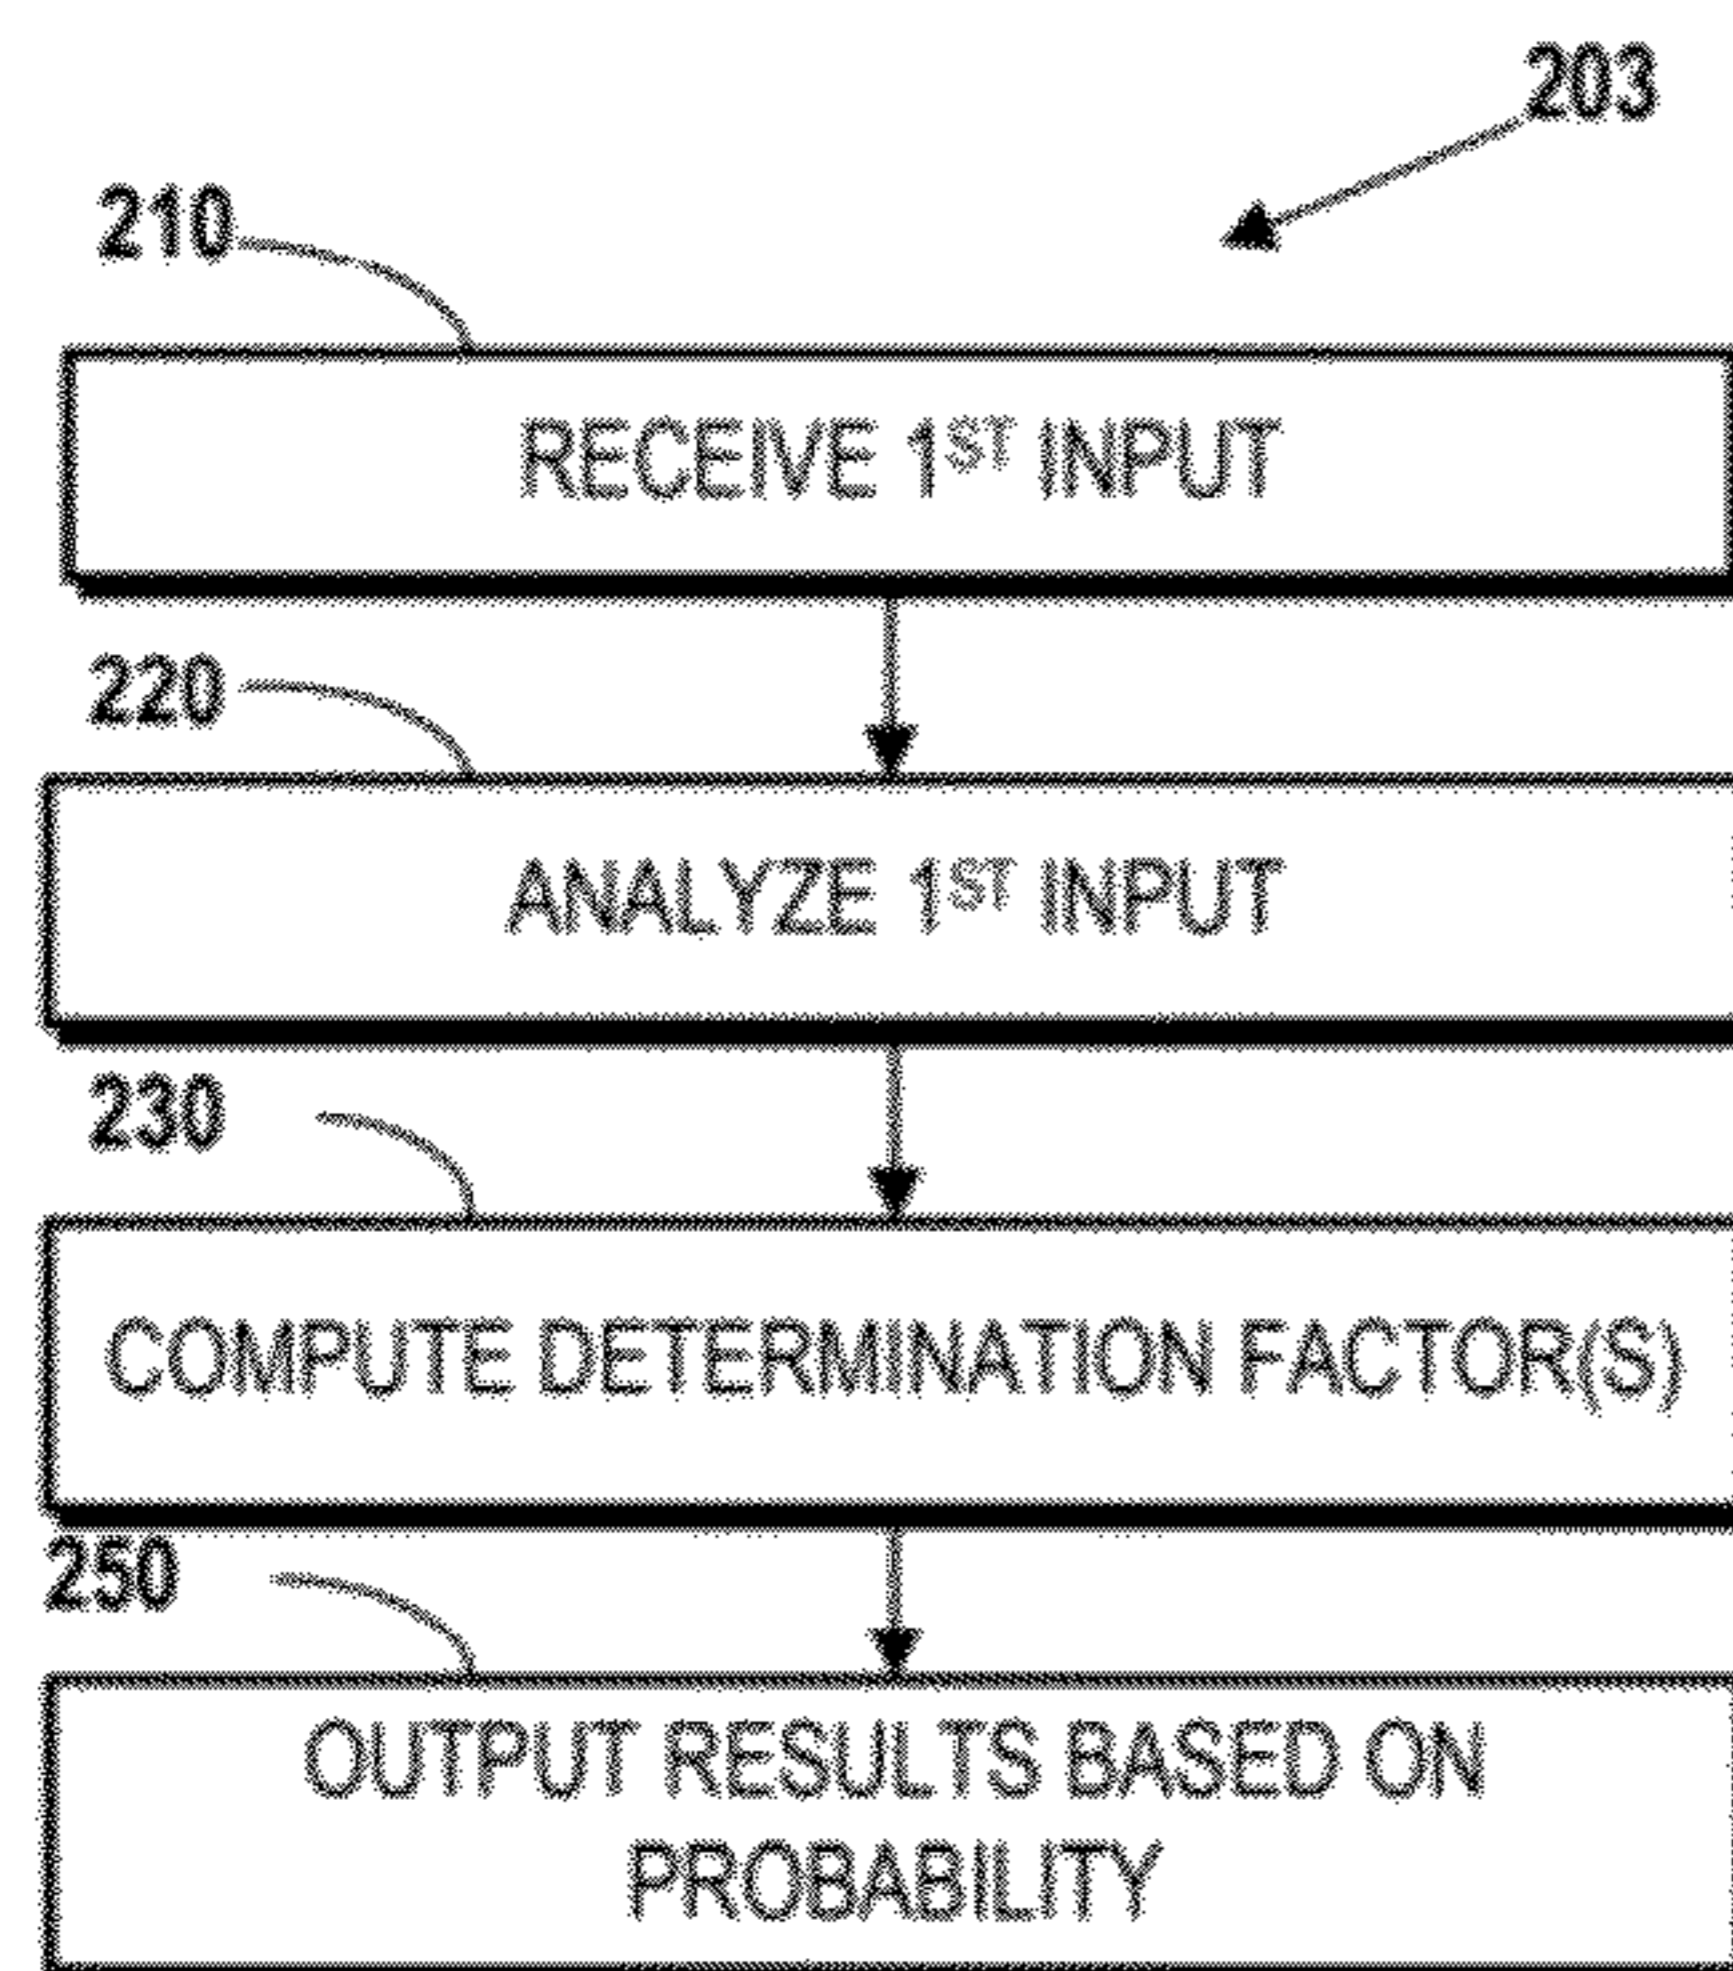 203
210
RECEIVE 1ST INPUT
220
ANALYZE 1ST INPUT
230
COMPUTE DETERMINATION FACTOR(S)
250
OUTPUT RESULTS BASED ON
PROBABILITY